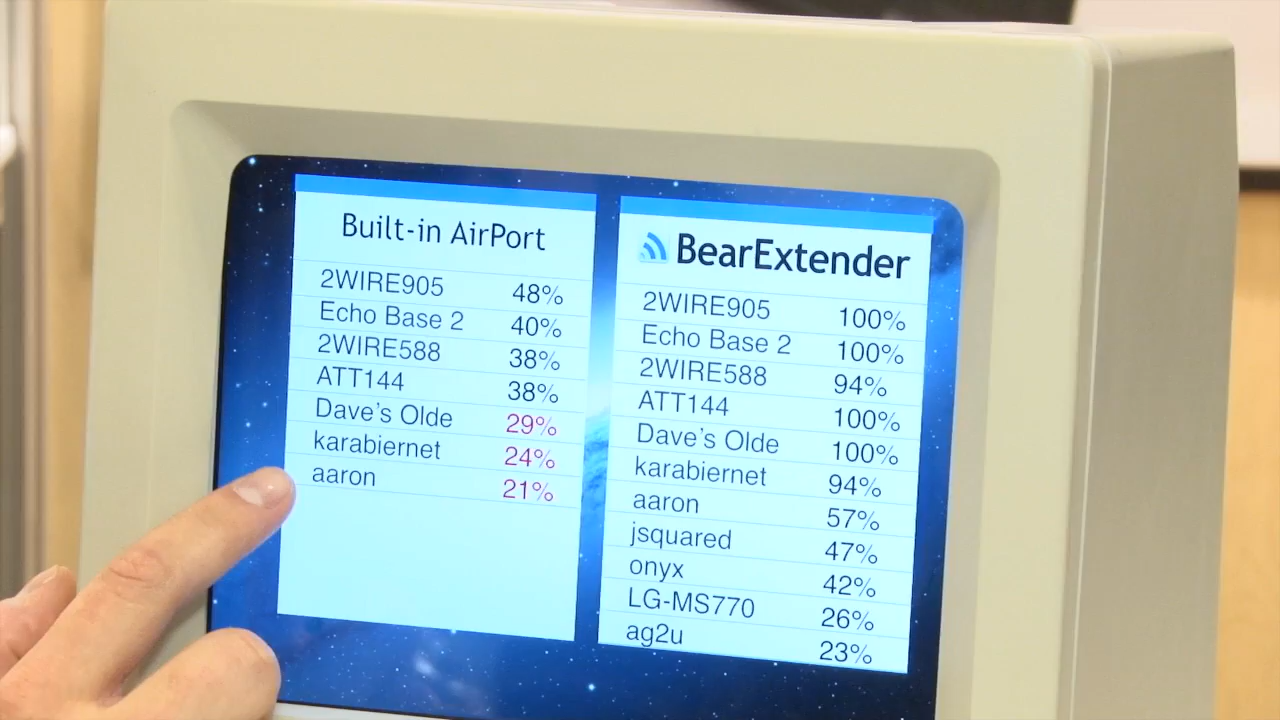 Built-in AirPort
2WIRE905 48%
Echo Base 2 40%
2WIRE588 38%
ATT144 38%
Dave's Olde 29%
karabiernet 24%
aaron 21%
BearExtender
2WIRE905 100%
Echo Base 2 100%
2WIRE588 94%
ATT144 100%
Dave's Olde 100%
karabiernet 94%
aaron 57%
jsquared 47%
onyx 42%
LG-MS770 26%
ag2u 23%